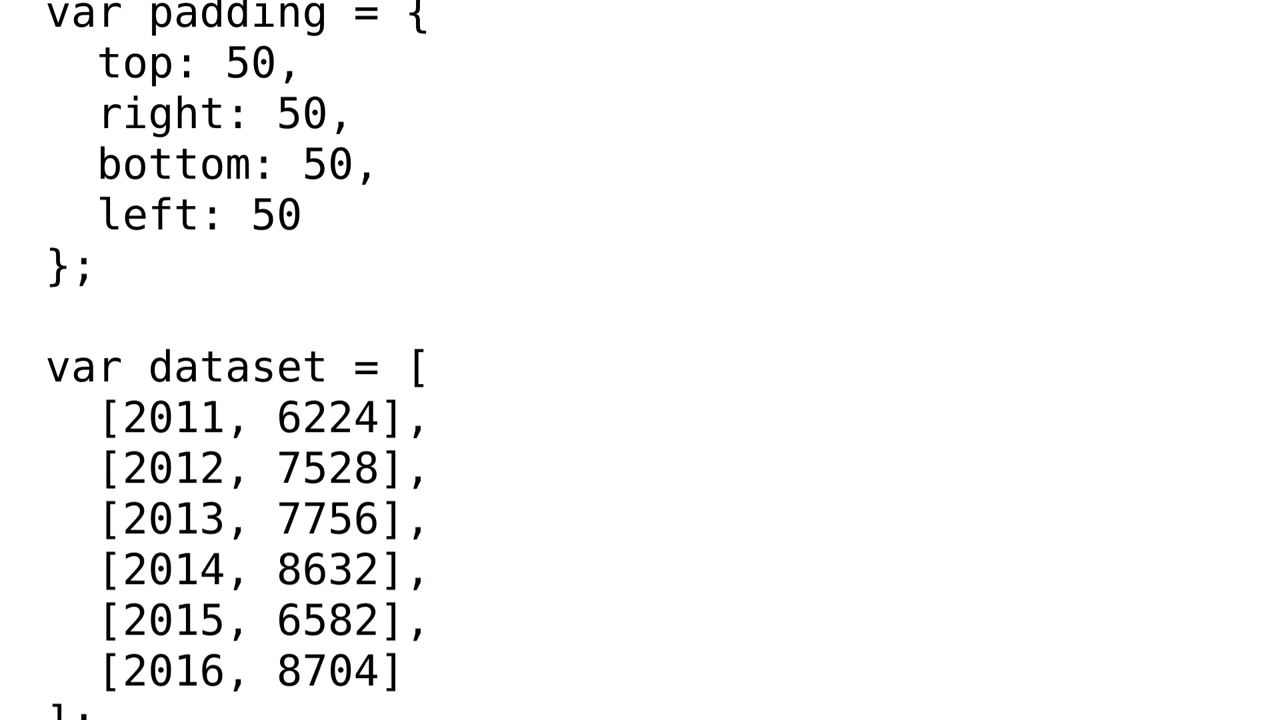 var padding = {
  top: 50,
  right: 50,
  bottom: 50,
  left: 50
};

var dataset = [
  [2011, 6224],
  [2012, 7528],
  [2013, 7756],
  [2014, 8632],
  [2015, 6582],
  [2016, 8704]
];